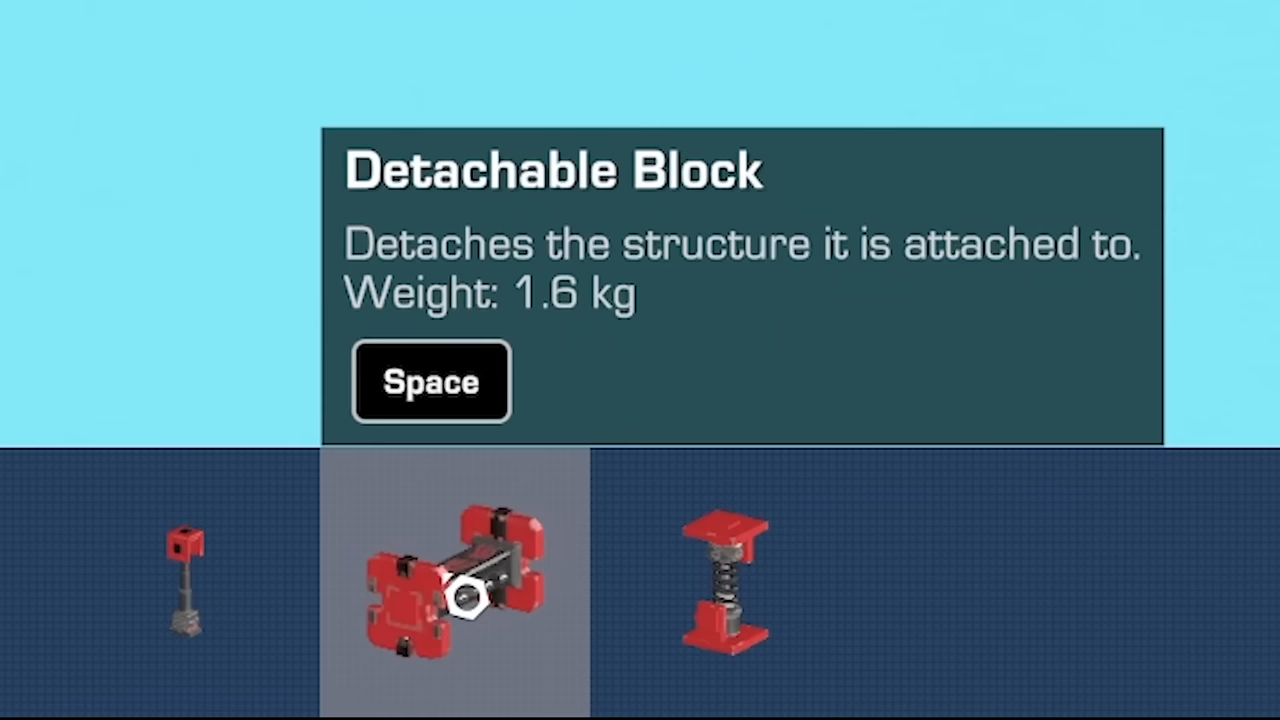 Detachable Block
Detaches the structure it is attached to.
Weight: 1.6 kg
Space